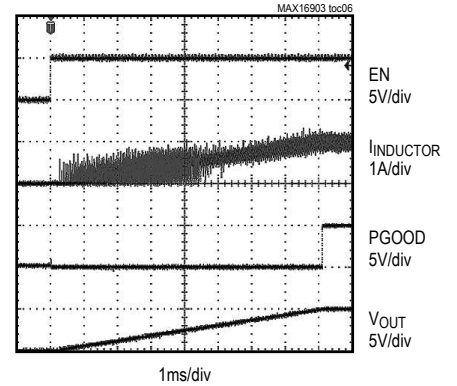 MAX16903 toc06
EN
5V/div
IINDUCTOR
1A/div
PGOOD
5V/div
VOUT
5V/div
1ms/div